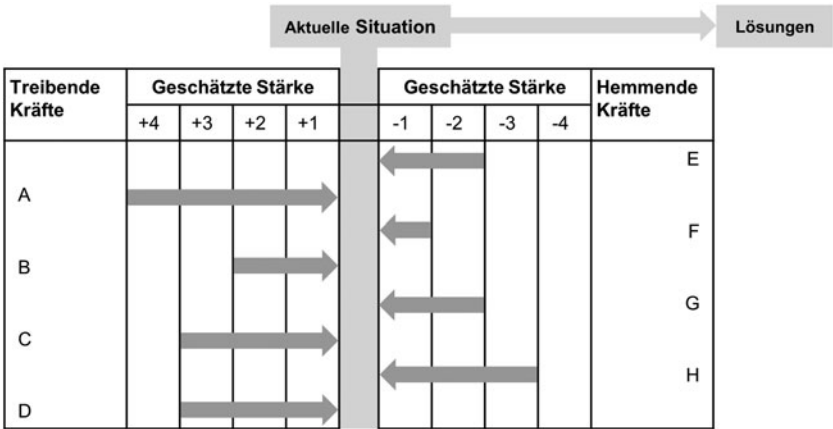 Aktuelle Situation
Lösungen
Treibende
Kräfte
Geschätzte Stärke
Geschätzte Stärke
Hemmende
Kräfte
+4 +3 +2 +1 -1 -2 -3 -4
E
A
F
B
G
C
H
D